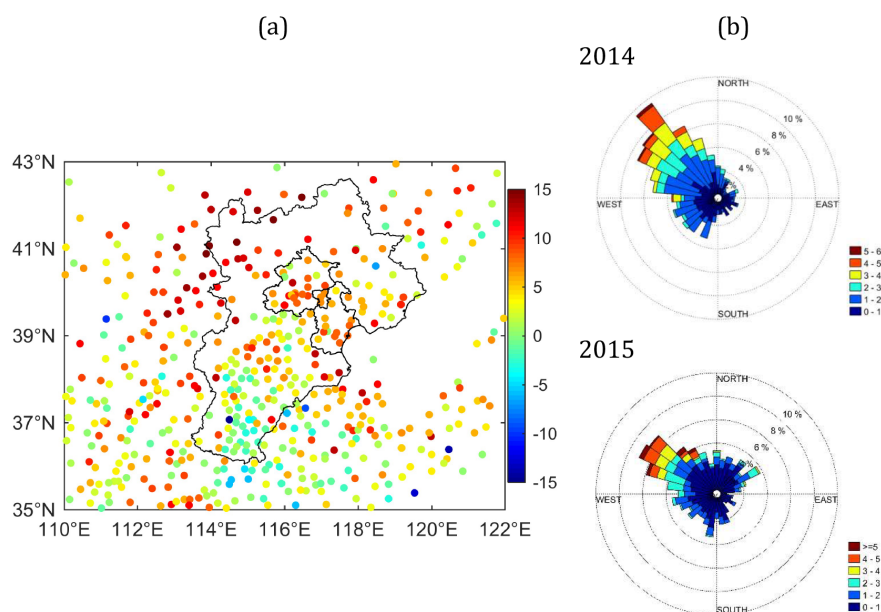 (a)
(b)
2014
NORTH
10 %
8 %
6 %
4 %
WEST
EAST
SOUTH
5 - 6
4 - 5
3 - 4
2 - 3
1 - 2
0 - 1
43°N
41°N
39°N
37°N
35°N
110°E 112°E 114°E 116°E 118°E 120°E 122°E
15
10
5
0
-5
-10
-15
2015
NORTH
10 %
8 %
6 %
WEST
EAST
SOUTH
>=5
4 - 5
3 - 4
2 - 3
1 - 2
0 - 1